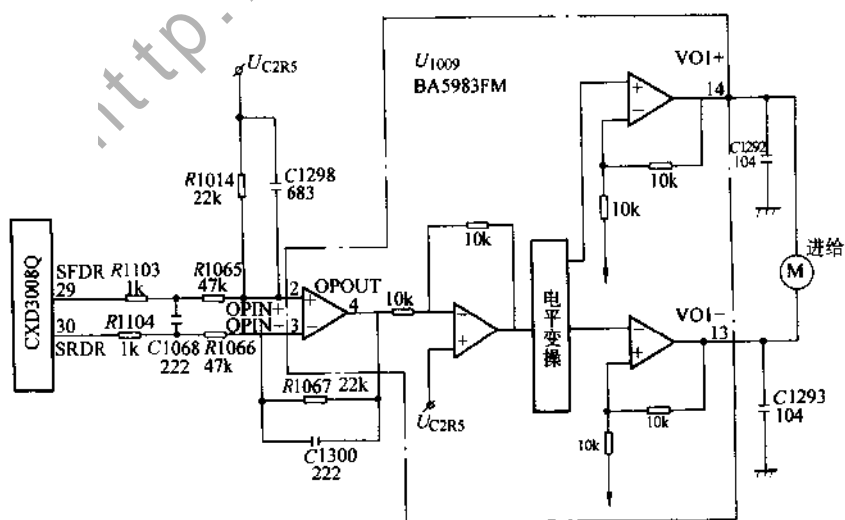 http.
U1009
BA5983FM
UC2R5
VO1+
14
C1292
104
10k
10k
R1014
22k
C1298
683
10k
进给
M
CXD3008Q
SFDR
29
R1103
1k
R1065
47k
2
OPIN+
OPOUT
4
10k
30
SRDR
R1104
1k
C1068
222
R1066
47k
OPIN-
3
电平变操
VO1-
13
R1067 22k
C1300
222
UC2R5
10k
10k
C1293
104